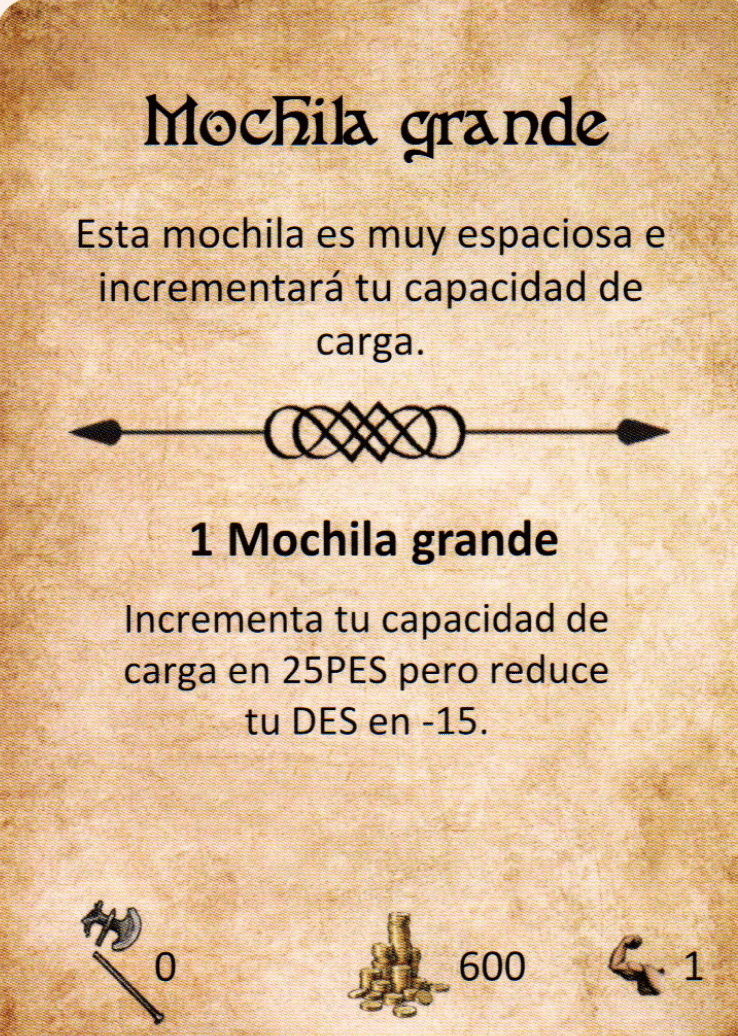 Mochila grande
Esta mochila es muy espaciosa e
incrementará tu capacidad de
carga.
1 Mochila grande
Incrementa tu capacidad de
carga en 25PES pero reduce
tu DES en -15.
0 600 1